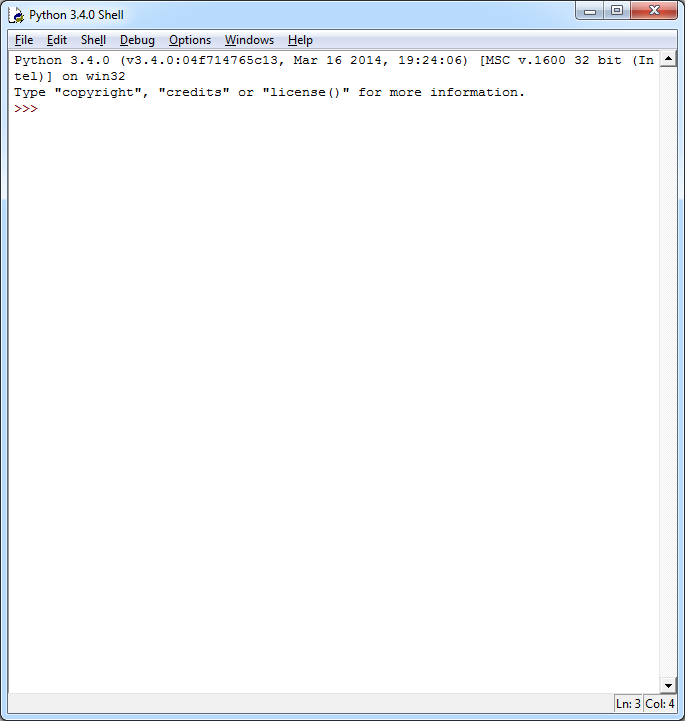 Python 3.4.0 Shell
File Edit Shell Debug Options Windows Help
Python 3.4.0 (v3.4.0:04f714765c13, Mar 16 2014, 19:24:06) [MSC v.1600 32 bit (In
tel)] on win32
Type "copyright", "credits" or "license()" for more information.
>>>
Ln: 3 Col: 4